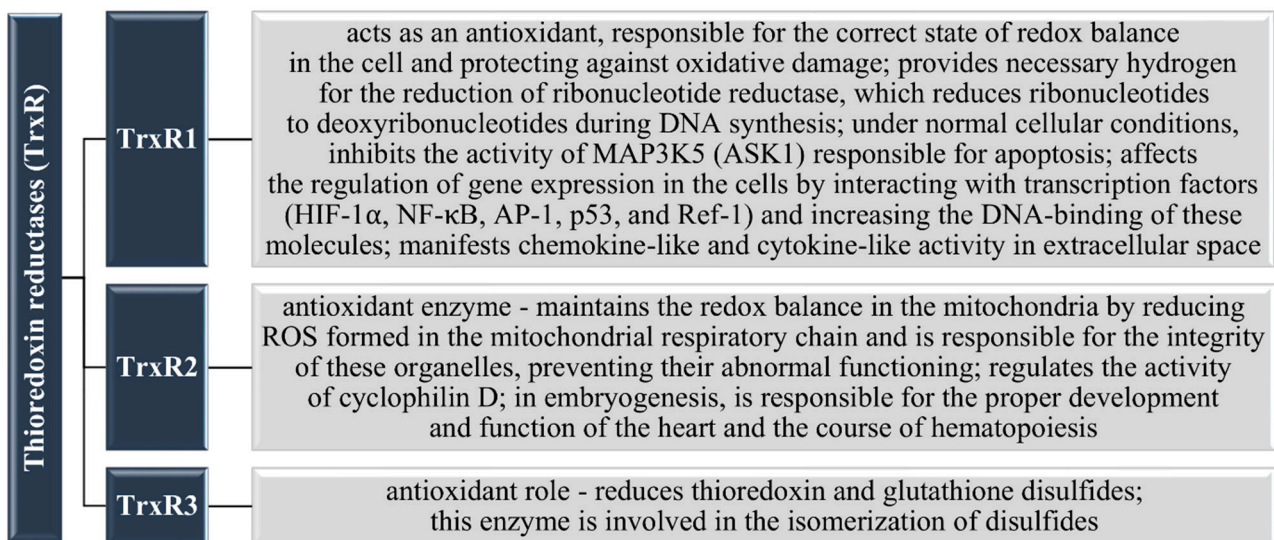 Thioredoxin reductases (TrxR)
TrxR1
acts as an antioxidant, responsible for the correct state of redox balance
in the cell and protecting against oxidative damage; provides necessary hydrogen
for the reduction of ribonucleotide reductase, which reduces ribonucleotides
to deoxyribonucleotides during DNA synthesis; under normal cellular conditions,
inhibits the activity of MAP3K5 (ASK1) responsible for apoptosis; affects
the regulation of gene expression in the cells by interacting with transcription factors
(HIF-1α, NF-κB, AP-1, p53, and Ref-1) and increasing the DNA-binding of these
molecules; manifests chemokine-like and cytokine-like activity in extracellular space
TrxR2
antioxidant enzyme - maintains the redox balance in the mitochondria by reducing
ROS formed in the mitochondrial respiratory chain and is responsible for the integrity
of these organelles, preventing their abnormal functioning; regulates the activity
of cyclophilin D; in embryogenesis, is responsible for the proper development
and function of the heart and the course of hematopoiesis
TrxR3
antioxidant role - reduces thioredoxin and glutathione disulfides;
this enzyme is involved in the isomerization of disulfides